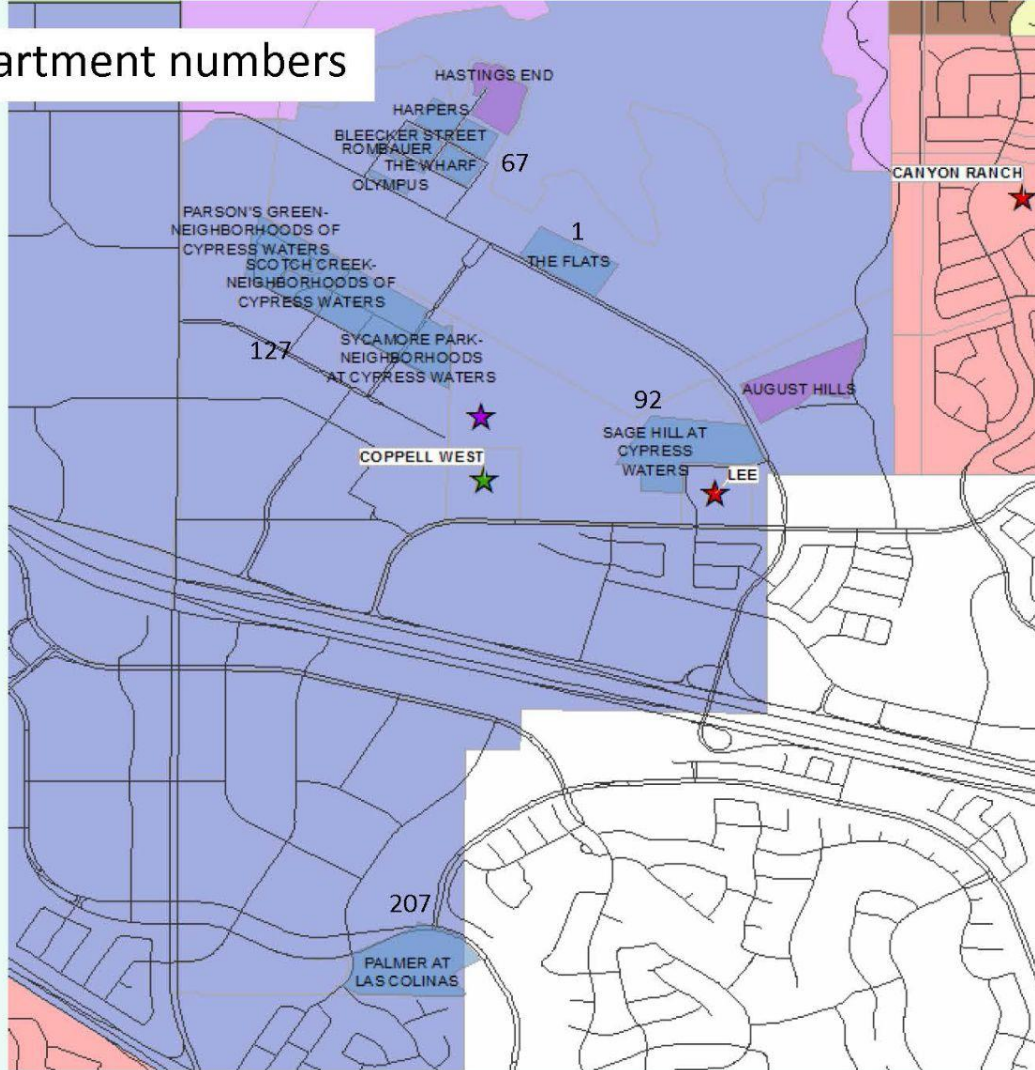 artment numbers
HASTINGS END
HARPERS
BLEECKER STREET
ROMBAUER
THE WHARF
67
OLYMPUS
CANYON RANCH
PARSON'S GREEN-
NEIGHBORHOODS OF
CYPRESS WATERS
1
THE FLATS
SCOTCH CREEK-
NEIGHBORHOODS OF
CYPRESS WATERS
127
SYCAMORE PARK-
NEIGHBORHOODS
AT CYPRESS WATERS
AUGUST HILLS
92
SAGE HILL AT
CYPRESS
WATERS
COPPELL WEST
LEE
207
PALMER AT
LAS COLINAS